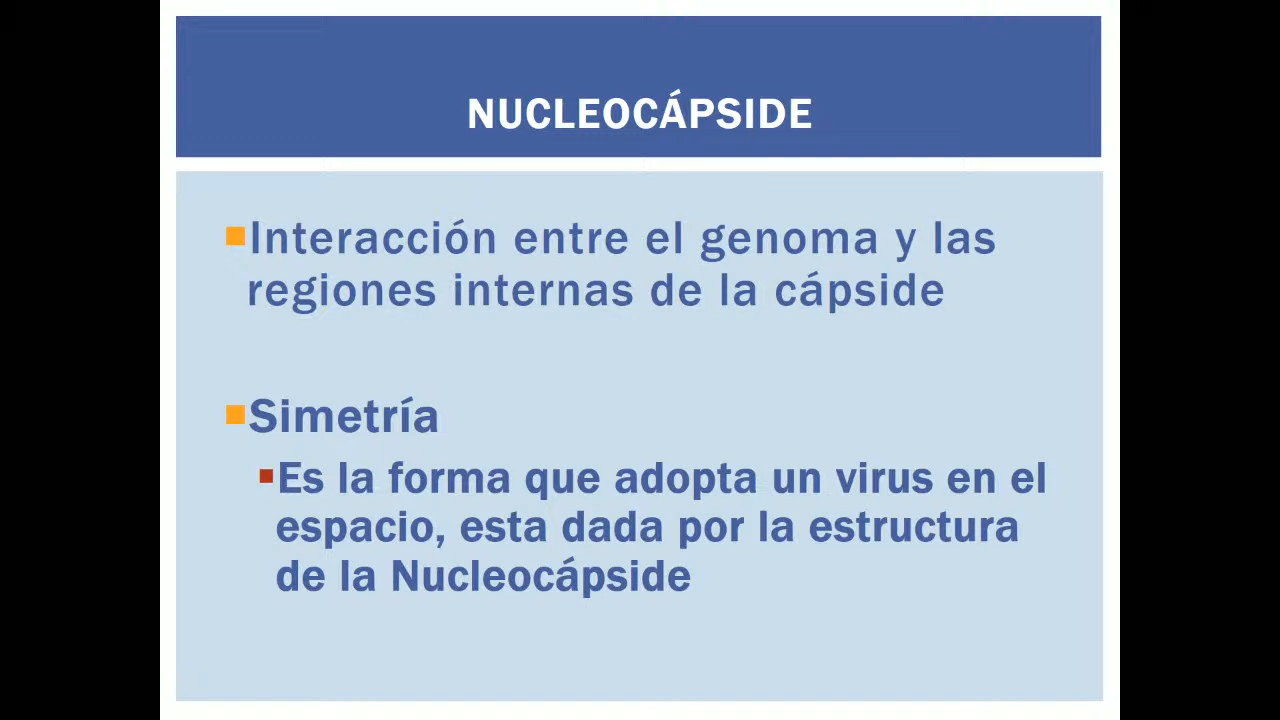 NUCLEOCÁPSIDE
Interacción entre el genoma y las
regiones internas de la cápside
Simetría
Es la forma que adopta un virus en el
espacio, esta dada por la estructura
de la Nucleocápside